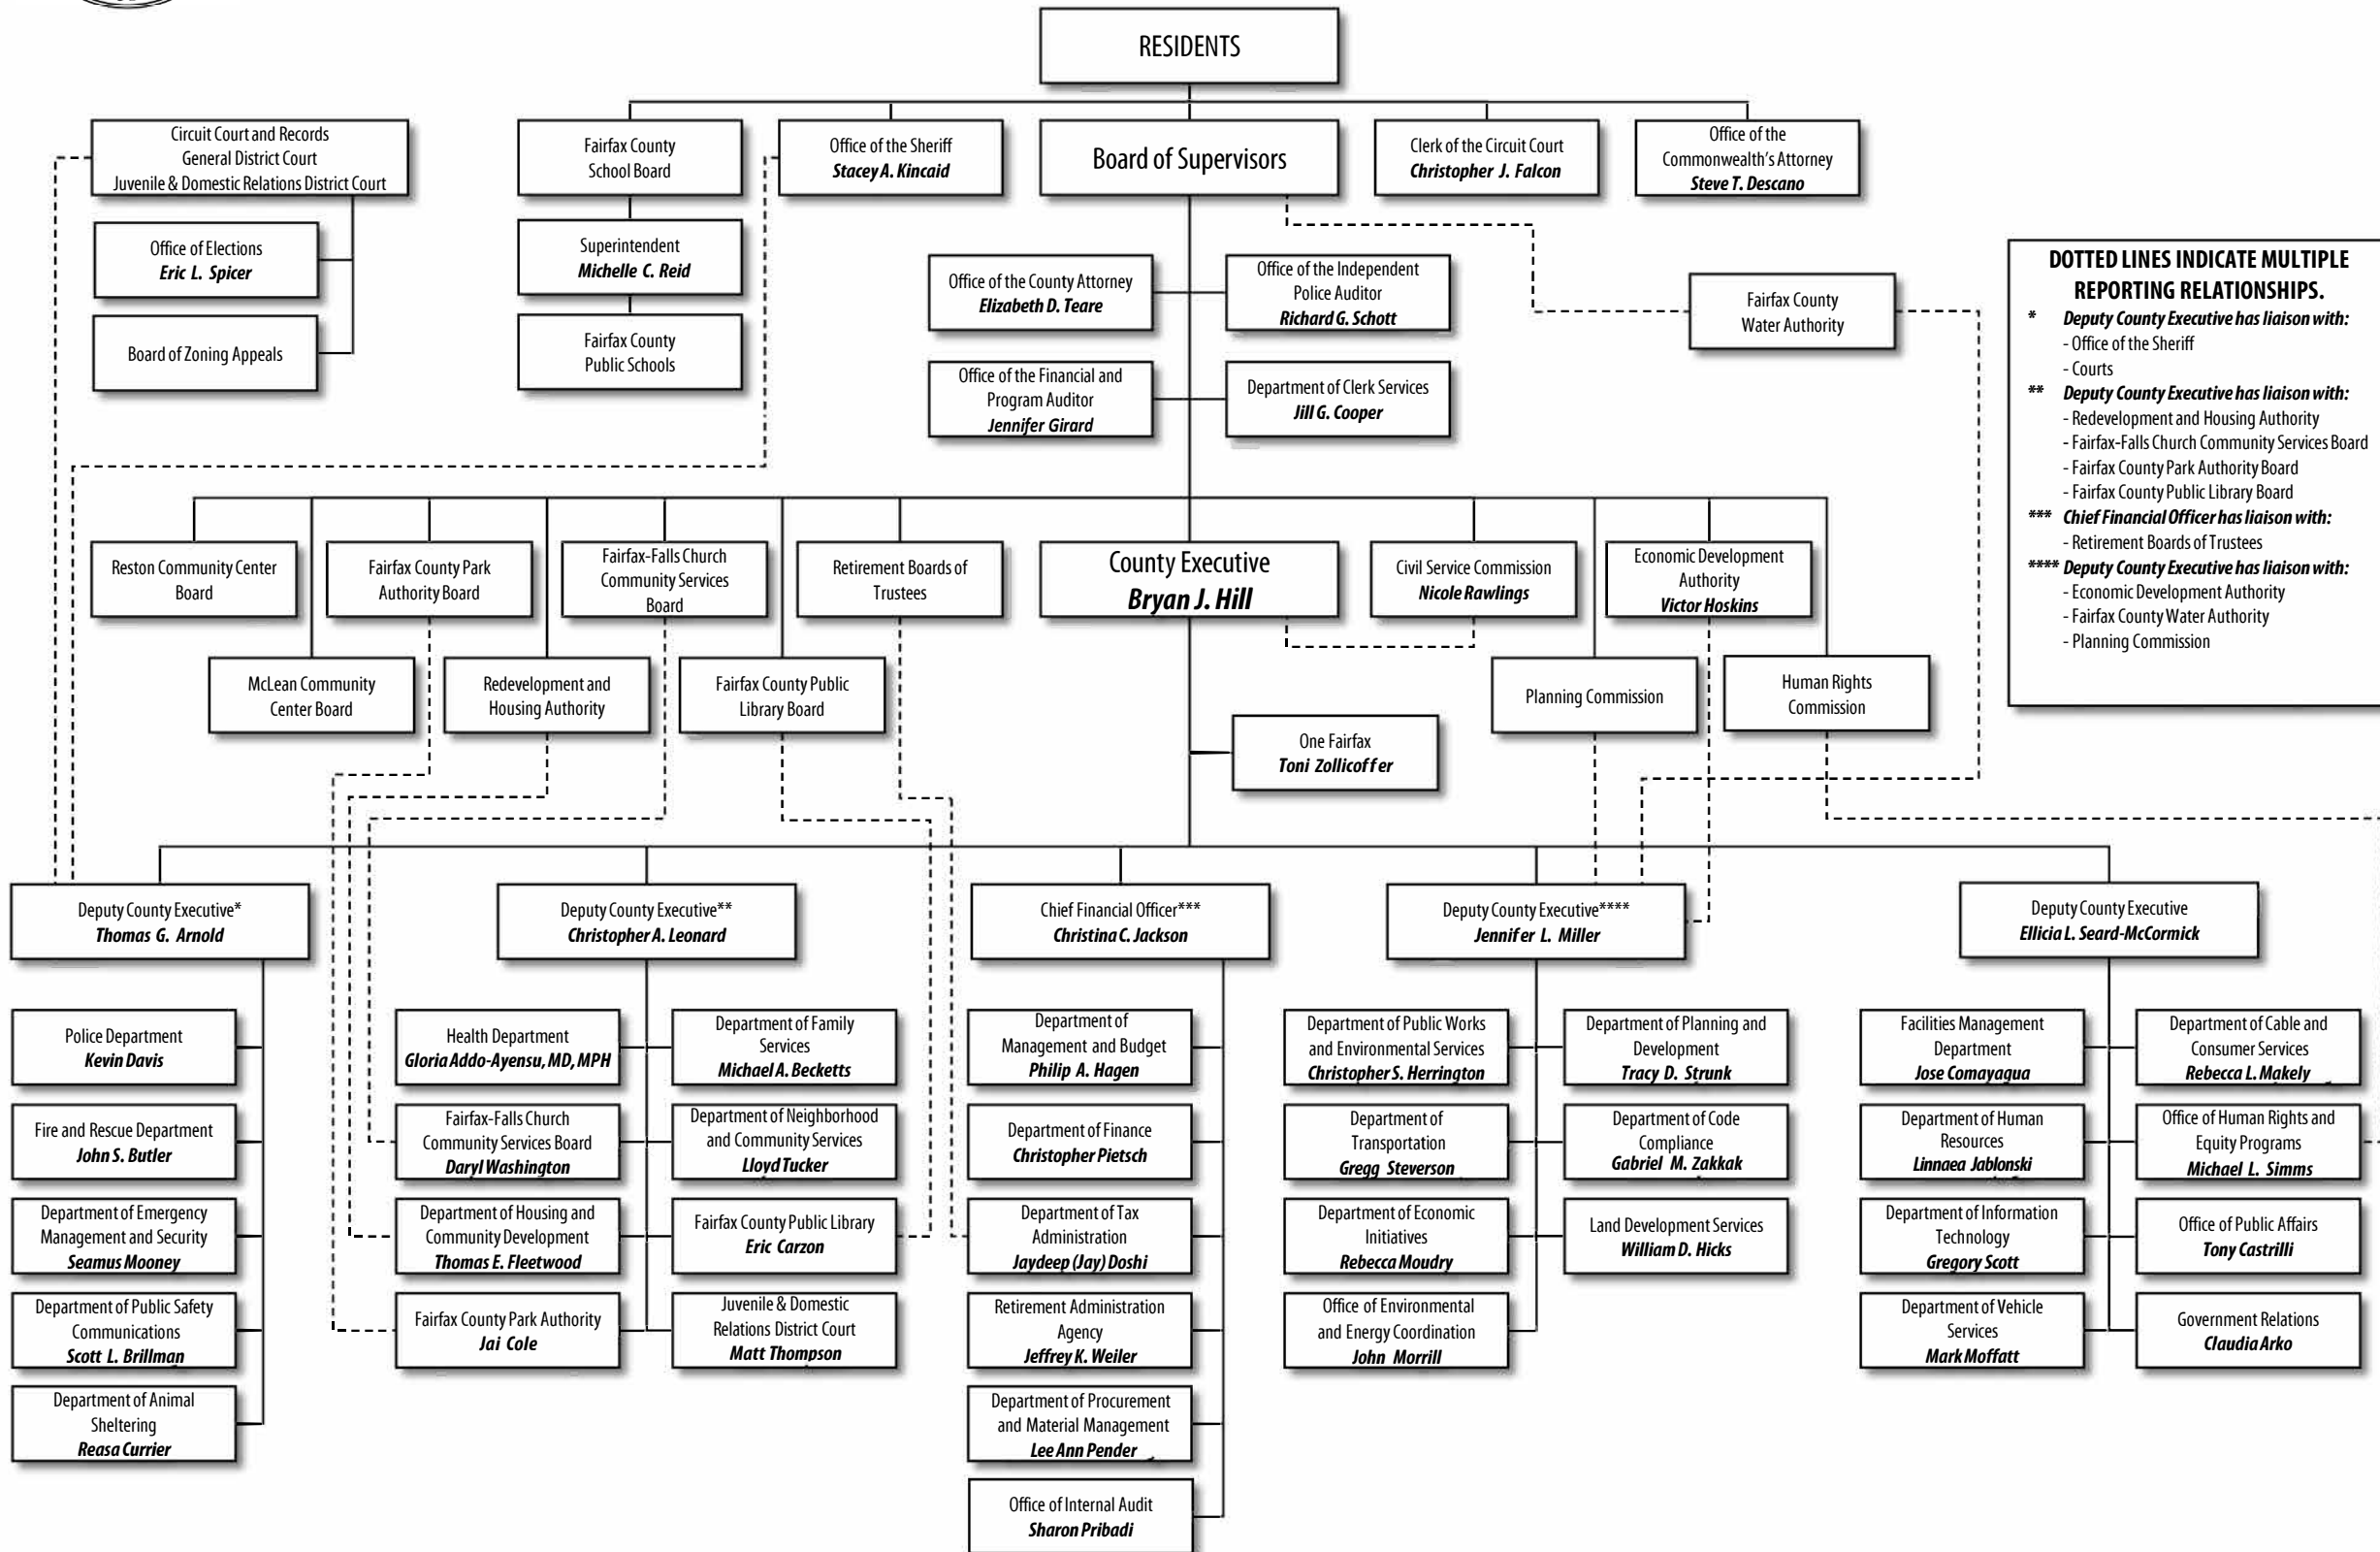 RESIDENTS
Circuit Court and Records
General District Court
Juvenile & Domestic Relations District Court
Fairfax County
School Board
Office of the Sheriff
Stacey A. Kincaid
Board of Supervisors
Clerk of the Circuit Court
Christopher J. Falcon
Office of the
Commonwealth's Attorney
Steve T. Descano
Office of Elections
Eric L. Spicer
Board of Zoning Appeals
Superintendent
Michelle C. Reid
Fairfax County
Public Schools
Office of the County Attorney
Elizabeth D. Teare
Office of the Independent
Police Auditor
Richard G. Schott
Office of the Financial and
Program Auditor
Jennifer Girard
Department of Clerk Services
Jill G. Cooper
Fairfax County
Water Authority
DOTTED LINES INDICATE MULTIPLE
REPORTING RELATIONSHIPS.
* Deputy County Executive has liaison with:
- Office of the Sheriff
- Courts
** Deputy County Executive has liaison with:
- Redevelopment and Housing Authority
- Fairfax-Falls Church Community Services Board
- Fairfax County Park Authority Board
- Fairfax County Public Library Board
*** Chief Financial Officer has liaison with:
- Retirement Boards of Trustees
**** Deputy County Executive has liaison with:
- Economic Development Authority
- Fairfax County Water Authority
- Planning Commission
Reston Community Center
Board
Fairfax County Park
Authority Board
Fairfax-Falls Church
Community Services
Board
Retirement Boards of
Trustees
County Executive
Bryan J. Hill
Civil Service Commission
Nicole Rawlings
Economic Development
Authority
Victor Hoskins
McLean Community
Center Board
Redevelopment and
Housing Authority
Fairfax County Public
Library Board
Planning Commission
Human Rights
Commission
One Fairfax
Toni Zollicoffer
Deputy County Executive*
Thomas G. Arnold
Deputy County Executive**
Christopher A. Leonard
Chief Financial Officer***
Christina C. Jackson
Deputy County Executive****
Jennifer L. Miller
Deputy County Executive
Ellicia L. Seard-McCormick
Police Department
Kevin Davis
Fire and Rescue Department
John S. Butler
Department of Emergency
Management and Security
Seamus Mooney
Department of Public Safety
Communications
Scott L. Brillman
Department of Animal
Sheltering
Reasa Currier
Health Department
Gloria Addo-Ayensu, MD, MPH
Department of Family
Services
Michael A. Becketts
Fairfax-Falls Church
Community Services Board
Daryl Washington
Department of Neighborhood
and Community Services
Lloyd Tucker
Department of Housing and
Community Development
Thomas E. Fleetwood
Fairfax County Public Library
Eric Carzon
Fairfax County Park Authority
Jai Cole
Juvenile & Domestic
Relations District Court
Matt Thompson
Department of
Management and Budget
Philip A. Hagen
Department of Finance
Christopher Pietsch
Department of Tax
Administration
Jaydeep (Jay) Doshi
Retirement Administration
Agency
Jeffrey K. Weiler
Department of Procurement
and Material Management
Lee Ann Pender
Office of Internal Audit
Sharon Pribadi
Department of Public Works
and Environmental Services
Christopher S. Herrington
Department of Planning and
Development
Tracy D. Strunk
Department of
Transportation
Gregg Steverson
Department of Code
Compliance
Gabriel M. Zakkak
Department of Economic
Initiatives
Rebecca Moudry
Land Development Services
William D. Hicks
Office of Environmental
and Energy Coordination
John Morrill
Facilities Management
Department
Jose Comayagua
Department of Cable and
Consumer Services
Rebecca L. Makely
Department of Human
Resources
Linnaea Jablonski
Office of Human Rights and
Equity Programs
Michael L. Simms
Department of Information
Technology
Gregory Scott
Office of Public Affairs
Tony Castrilli
Department of Vehicle
Services
Mark Moffatt
Government Relations
Claudia Arko